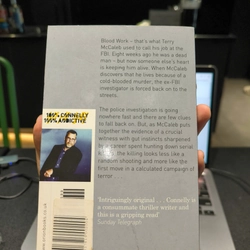 Blood Work – that's what Terry
McCaleb used to call his job at the
FBI. Eight weeks ago he was a dead
man – but now someone else's heart
is keeping him alive. When McCaleb
discovers that he lives because of a
cold-blooded murder, the ex-FBI
investigator is forced back on to the
streets.
The police investigation is going
nowhere fast and there are few clues
to fall back on. But, as McCaleb puts
together the evidence of a crucial
witness with gut instincts sharpened
by a career spent hunting down serial
the killing looks less like a
random shooting and more like the
first move in a calculated campaign of
terror . . .
100% CONNELLY
100% ADDICTIVE
'Intriguingly original . . . Connelly is
a consummate thriller writer and
this is a gripping read'
Sunday Telegraph